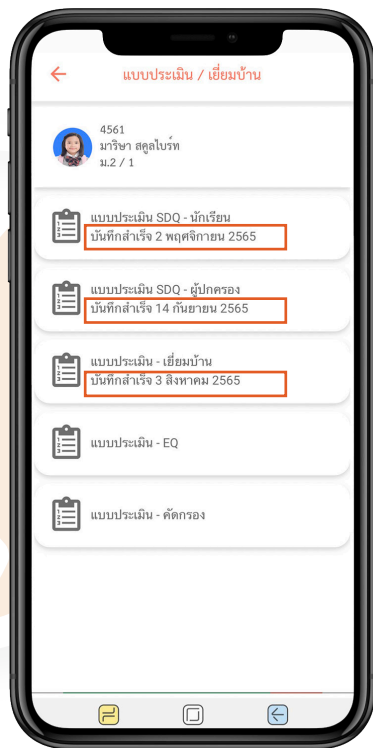 แบบประเมิน / เยี่ยมบ้าน
4561
มาริษา สคูลไบร์ท
ม.2 / 1
แบบประเมิน SDQ - นักเรียน
บันทึกสำเร็จ 2 พฤศจิกายน 2565
แบบประเมิน SDQ - ผู้ปกครอง
บันทึกสำเร็จ 14 กันยายน 2565
แบบประเมิน - เยี่ยมบ้าน
บันทึกสำเร็จ 3 สิงหาคม 2565
แบบประเมิน - EQ
แบบประเมิน - คัดกรอง